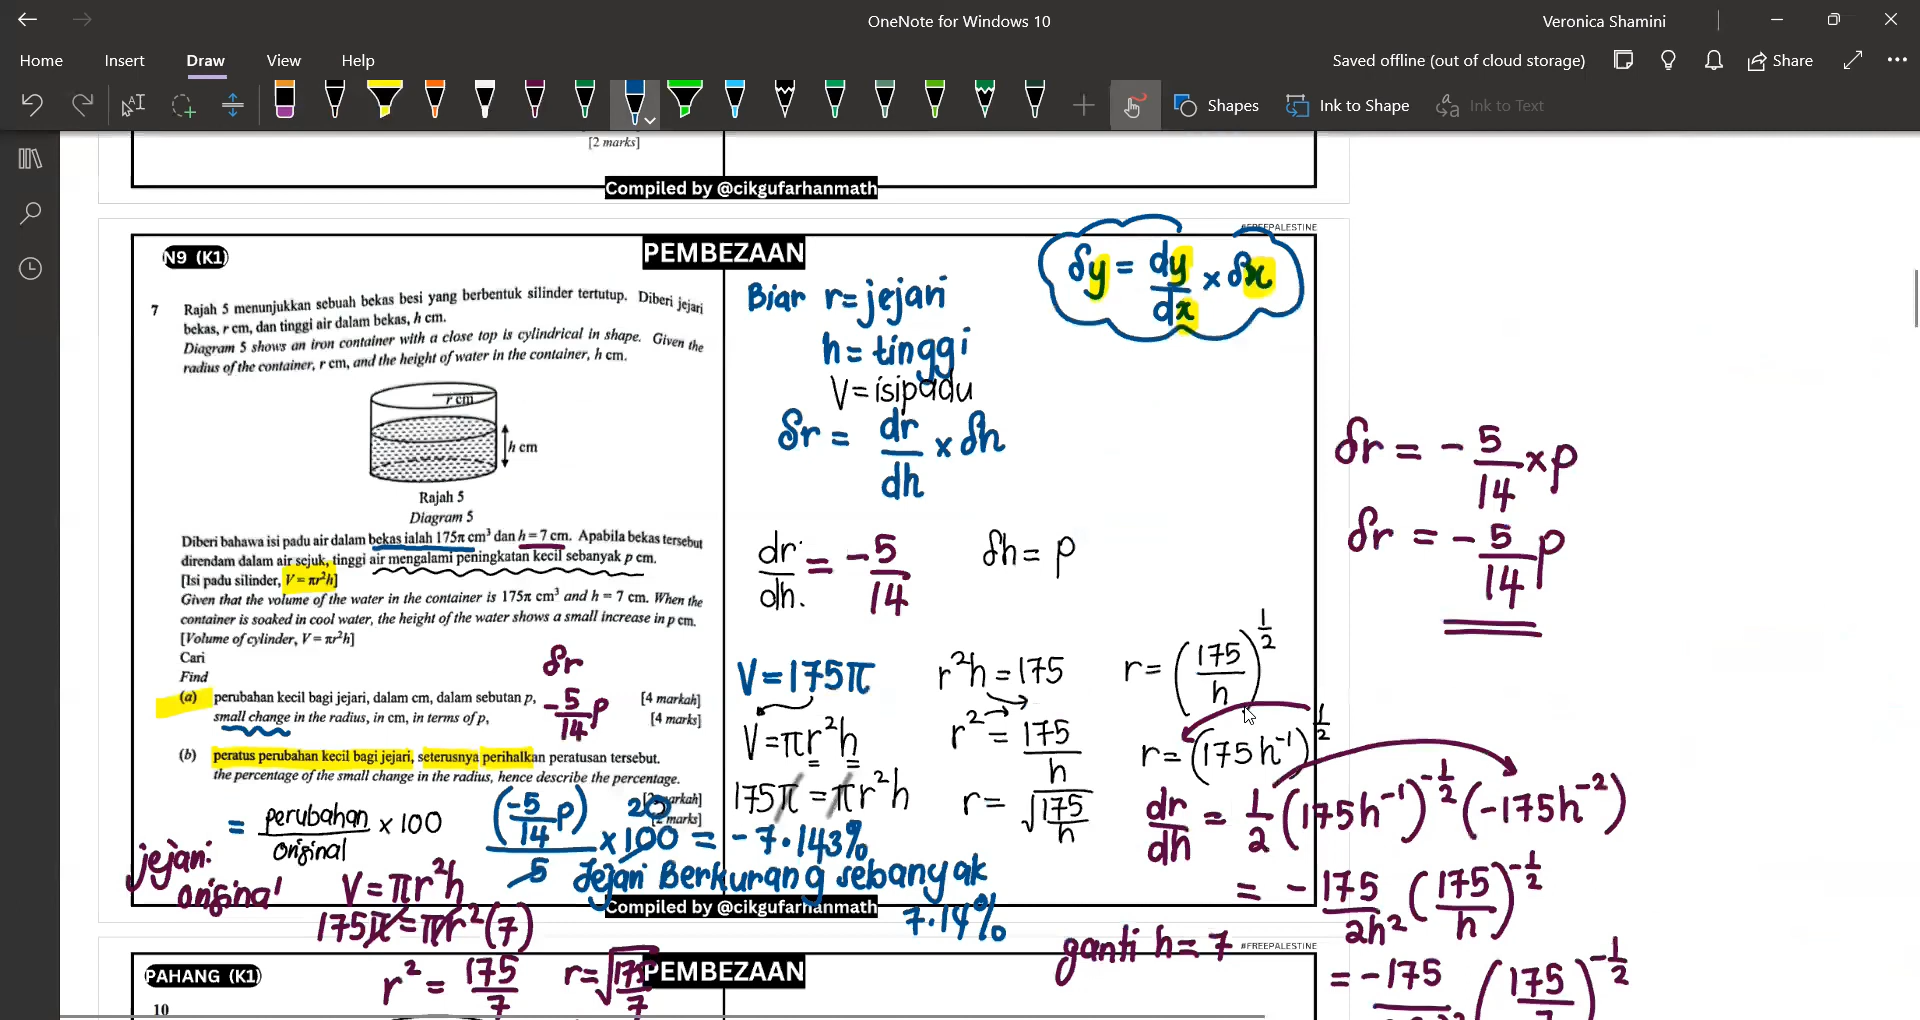 OneNote for Windows 10
Veronica Shamini
Home Insert Draw View Help
Saved offline (out of cloud storage)
Share
Shapes
Ink to Shape
Ink to Text
[2 marks]
Compiled by @cikgufarhanmath
#FREEPALESTINE
N9 (K1)
PEMBEZAAN
7 Rajah 5 menunjukkan sebuah bekas besi yang berbentuk silinder tertutup. Diberi jejari
bekas, r cm, dan tinggi air dalam bekas, h cm.
Diagram 5 shows an iron container with a close top is cylindrical in shape. Given the
radius of the container, r cm, and the height of water in the container, h cm.
r cm
h cm
Rajah 5
Diagram 5
Diberi bahawa isi padu air dalam bekas ialah 175π cm³ dan h = 7 cm. Apabila bekas tersebut
direndam dalam air sejuk, tinggi air mengalami peningkatan kecil sebanyak p cm.
[Isi padu silinder, V = πr²h]
Given that the volume of the water in the container is 175π cm³ and h = 7 cm. When the
container is soaked in cool water, the height of the water shows a small increase in p cm.
[Volume of cylinder, V = πr²h]
Cari
Find
(a) perubahan kecil bagi jejari, dalam cm, dalam sebutan p, [4 markah]
small change in the radius, in cm, in terms of p, [4 marks]
δr
-5/14 p
(b) peratus perubahan kecil bagi jejari, seterusnya perihalkan peratusan tersebut.
the percentage of the small change in the radius, hence describe the percentage.
marks]
= perubahan/original × 100
(-5/14 p)/5 × 100 = -7.143%
20
Jejari Berkurang sebanyak
7.14%
jejari
original
V = πr²h
175π = πr²(7)
r² = 175/7
Biar r = jejari
h = tinggi
V = isipadu
δy = dy/dx × δx
δr = dr/dh × δh
dr/dh = -5/14
δh = p
V = 175π
V = πr²h
175π = πr²h
r²h = 175
r² = 175/h
r = √175/h
r = (175/h)^½
r = (175h⁻¹)^½
dr/dh = ½(175h⁻¹)^-½(-175h⁻²)
= -175/2h² (175/h)^-½
ganti h = 7
δr = -5/14 × p
δr = -5/14 p
Compiled by @cikgufarhanmath
#FREEPALESTINE
PAHANG (K1)
PEMBEZAAN
10